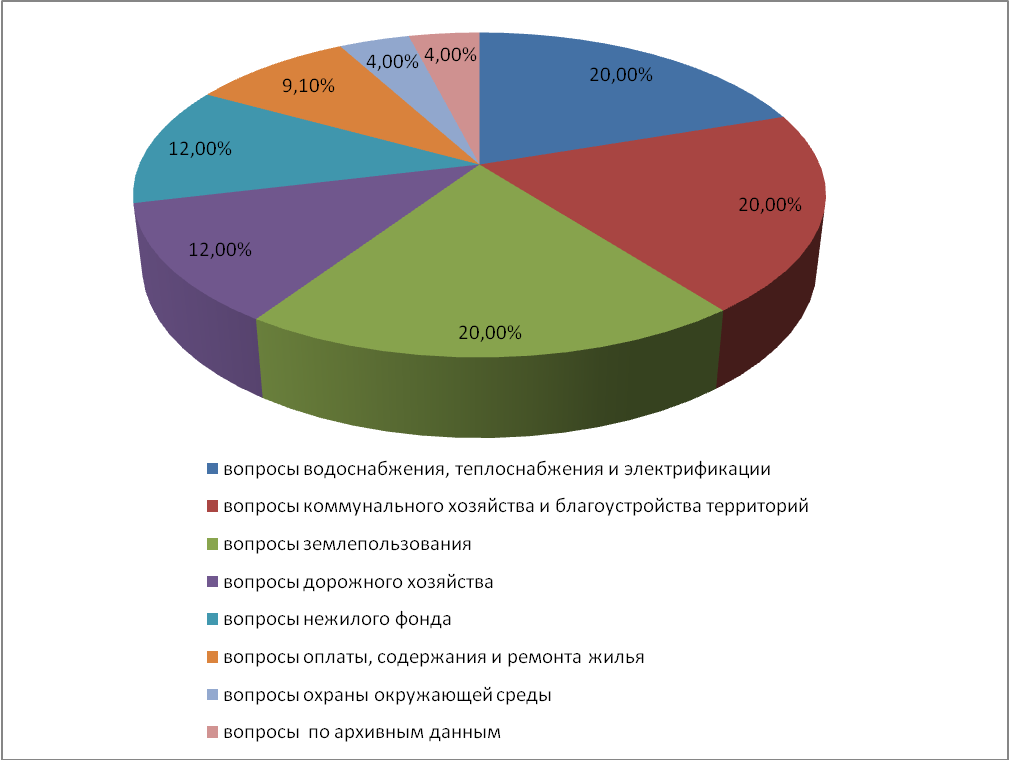 4,00%
4,00%
20,00%
9,10%
12,00%
20,00%
12,00%
20,00%
вопросы водоснабжения, теплоснабжения и электрификации
вопросы коммунального хозяйства и благоустройства территорий
вопросы землепользования
вопросы дорожного хозяйства
вопросы нежилого фонда
вопросы оплаты, содержания и ремонта жилья
вопросы охраны окружающей среды
вопросы по архивным данным